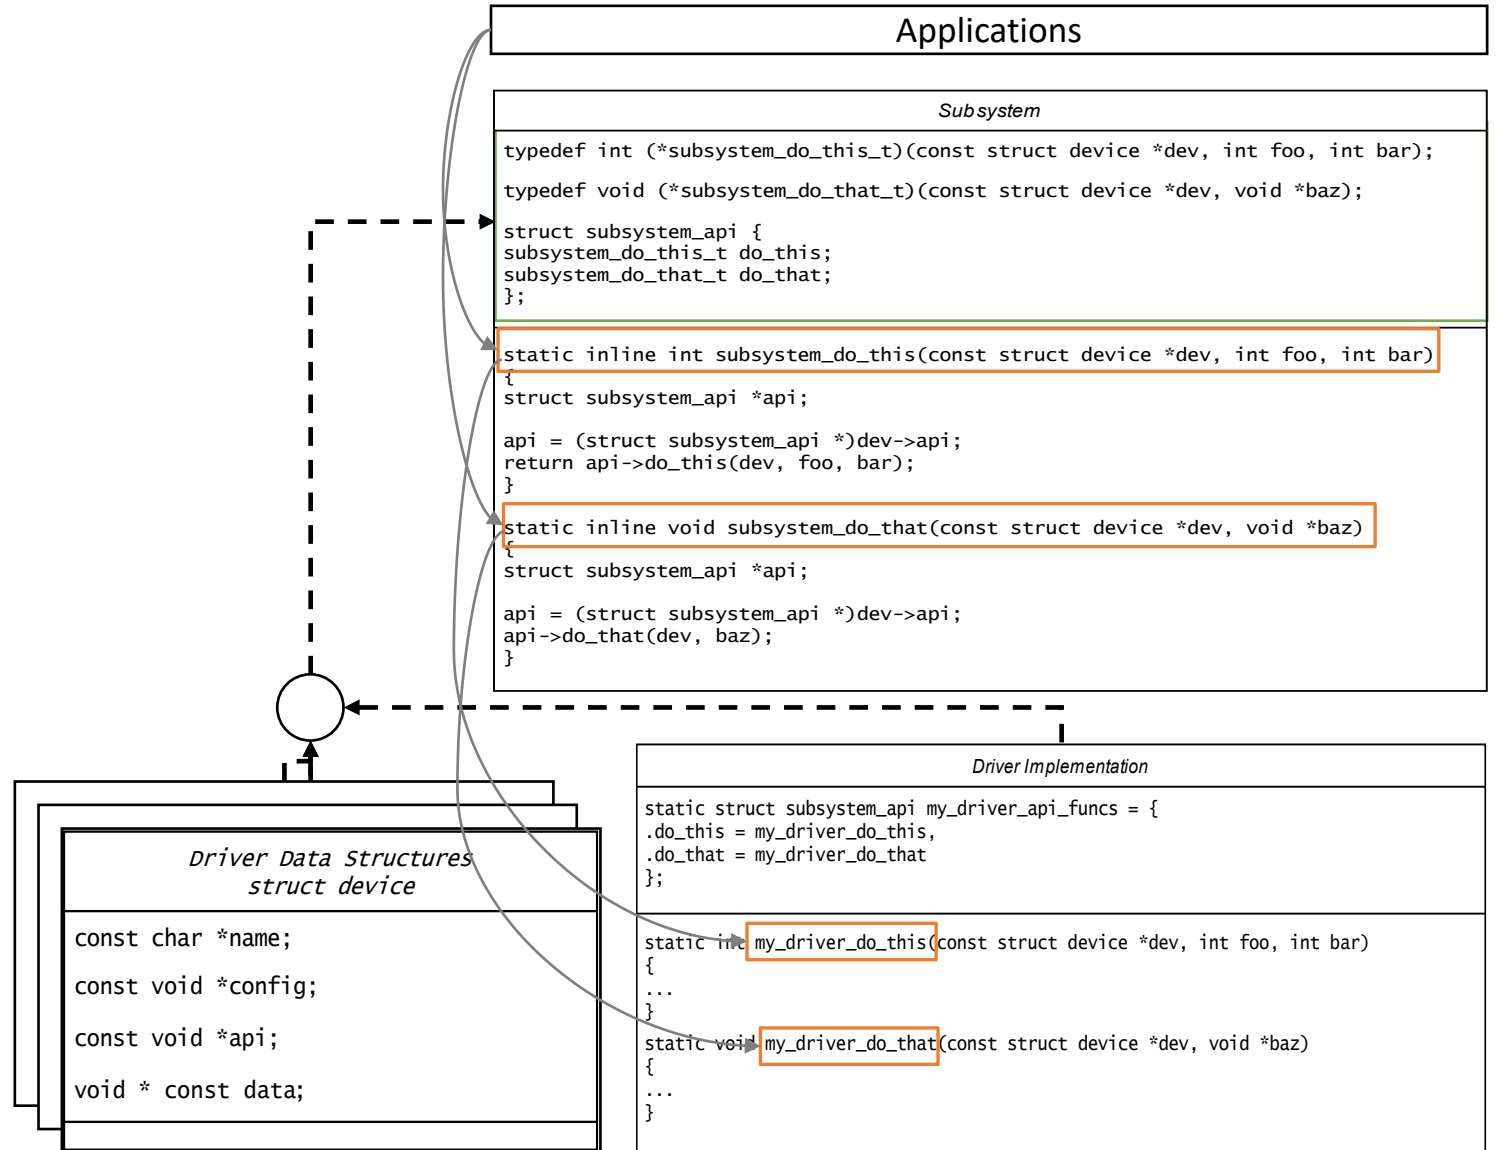 Applications
Subsystem
typedef int (*subsystem_do_this_t)(const struct device *dev, int foo, int bar);
typedef void (*subsystem_do_that_t)(const struct device *dev, void *baz);
struct subsystem_api {
subsystem_do_this_t do_this;
subsystem_do_that_t do_that;
};
static inline int subsystem_do_this(const struct device *dev, int foo, int bar)
{
struct subsystem_api *api;
api = (struct subsystem_api *)dev->api;
return api->do_this(dev, foo, bar);
}
static inline void subsystem_do_that(const struct device *dev, void *baz)
{
struct subsystem_api *api;
api = (struct subsystem_api *)dev->api;
api->do_that(dev, baz);
}
Driver Data Structures
struct device
const char *name;
const void *config;
const void *api;
void * const data;
Driver Implementation
static struct subsystem_api my_driver_api_funcs = {
.do_this = my_driver_do_this,
.do_that = my_driver_do_that
};
static int my_driver_do_this(const struct device *dev, int foo, int bar)
{
...
}
static void my_driver_do_that(const struct device *dev, void *baz)
{
...
}